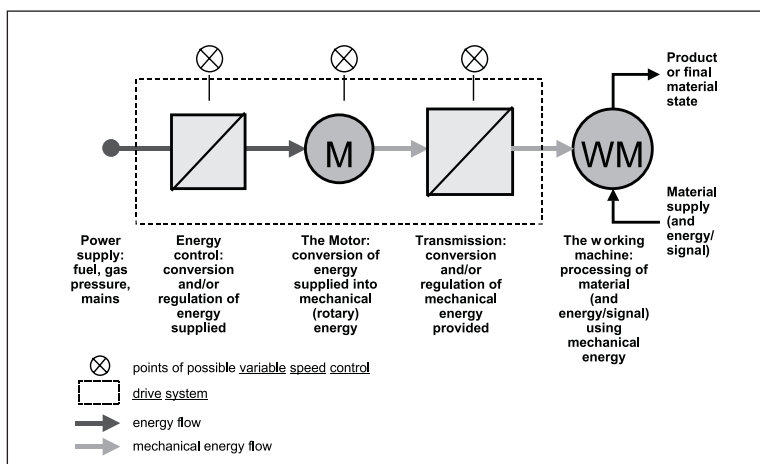 Product
or final
material
state
M
WM
Material
supply
(and
energy/
signal)
Power
supply:
fuel, gas
pressure,
mains
Energy
control:
conversion
and/or
regulation of
energy
supplied
The Motor:
conversion of
energy
supplied into
mechanical
(rotary)
energy
Transmission:
conversion
and/or
regulation of
mechanical
energy
provided
The working
machine:
processing of
material
(and
energy/signal)
using
mechanical
energy
points of possible variable speed control
drive system
energy flow
mechanical energy flow